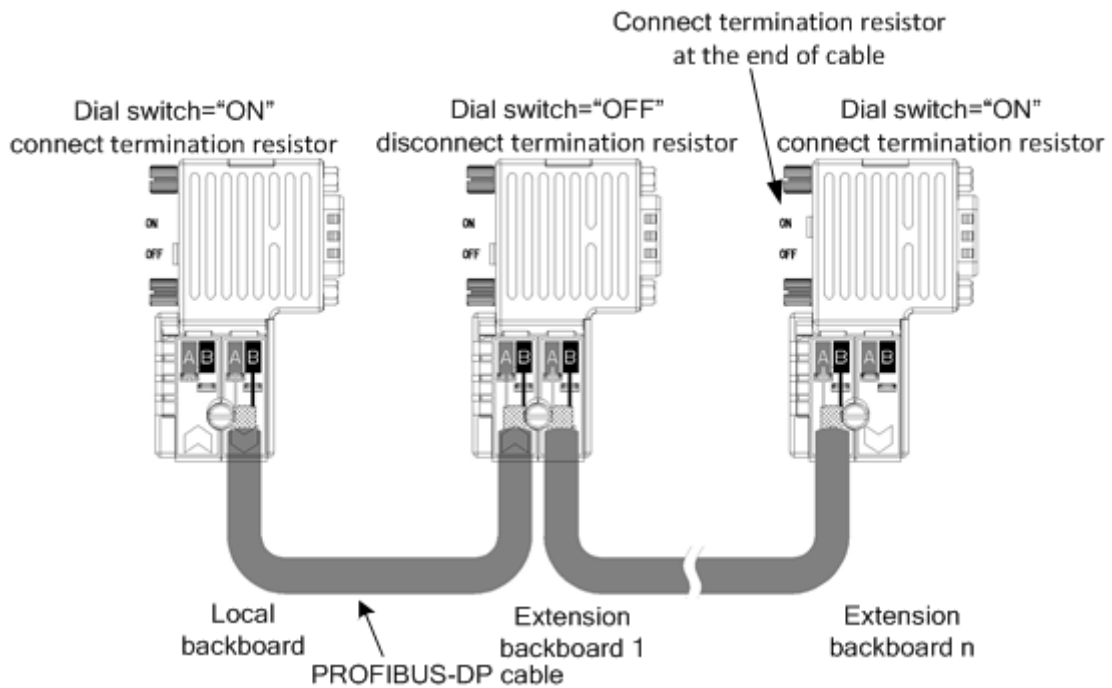 Connect termination resistor
at the end of cable
Dial switch=“ON”
connect termination resistor
Dial switch=“OFF”
disconnect termination resistor
Dial switch=“ON”
connect termination resistor
ON
OFF
ON
OFF
ON
OFF
A B A B
A B A B
A B A B
Local
backboard
Extension
backboard 1
Extension
backboard n
PROFIBUS-DP cable